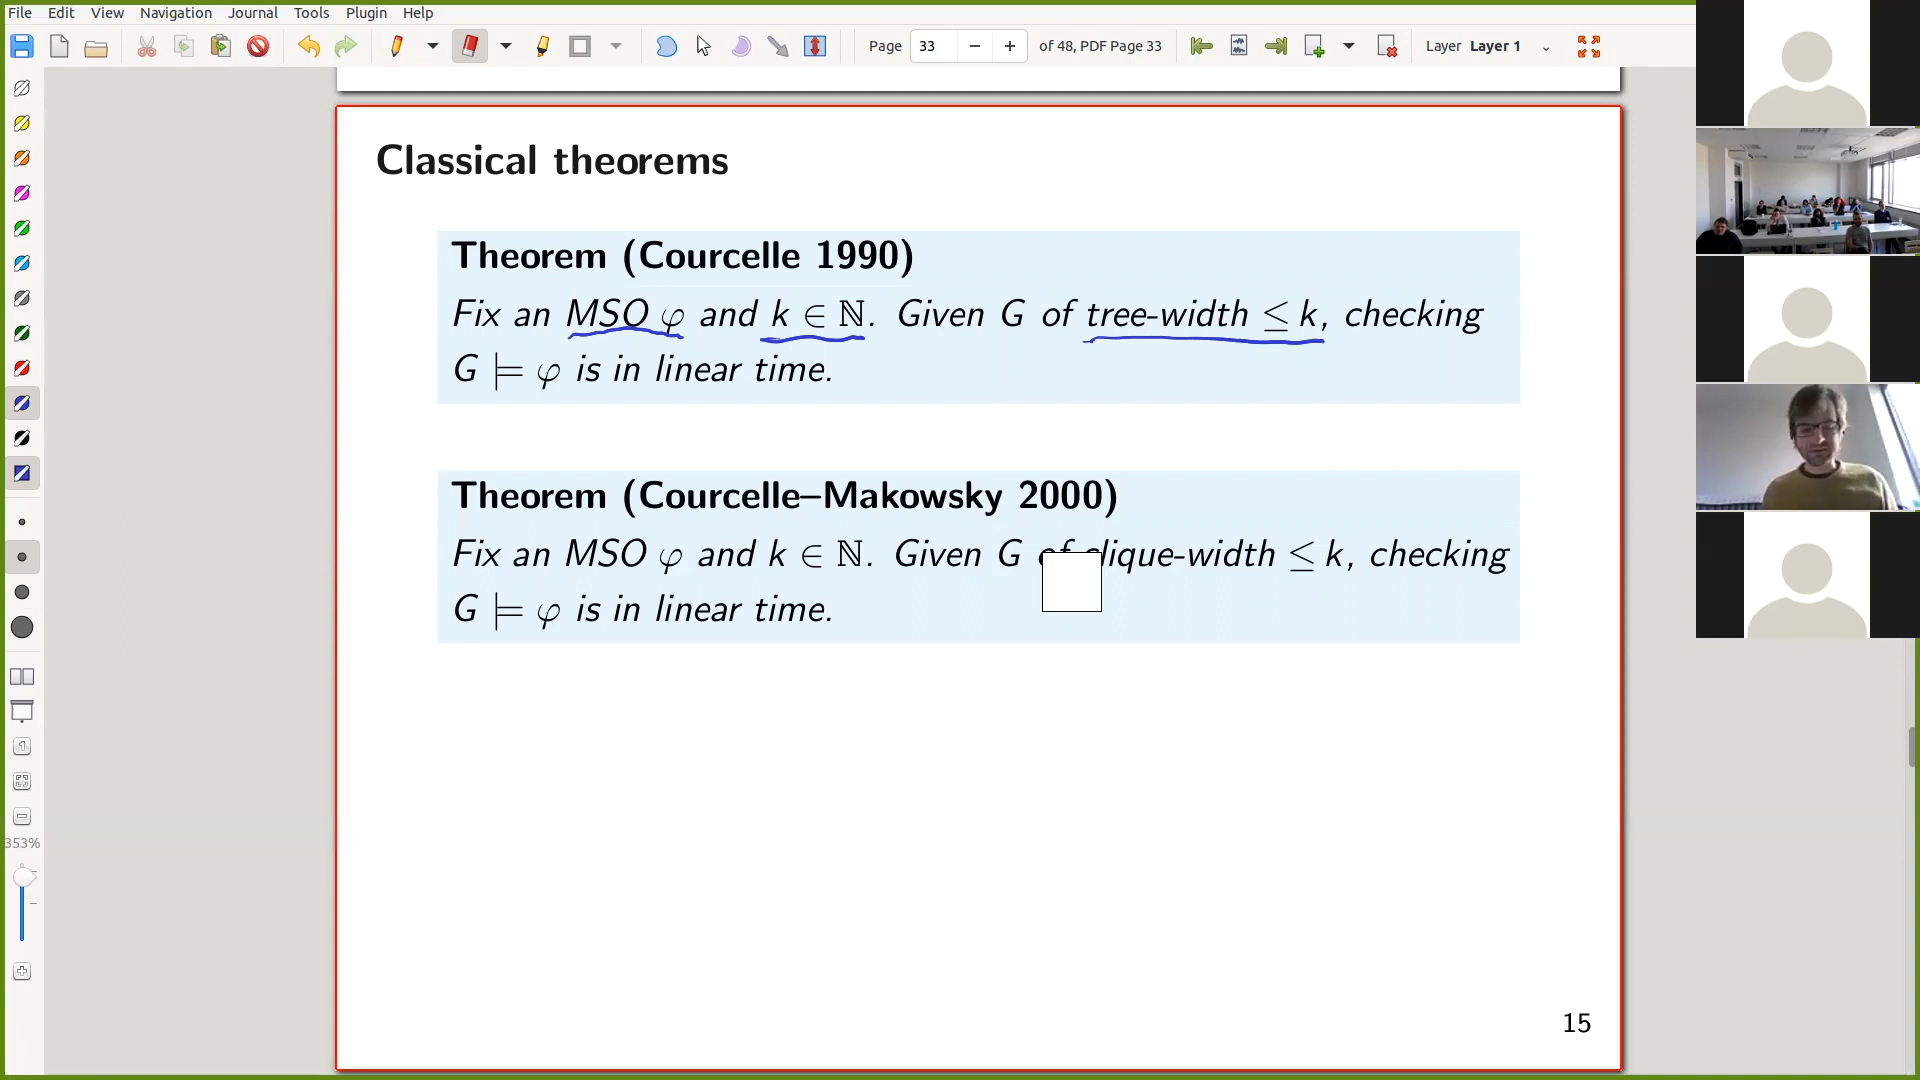 File Edit View Navigation Journal Tools Plugin Help
Page 33 of 48, PDF Page 33 Layer Layer 1
Classical theorems
Theorem (Courcelle 1990)
Fix an MSO φ and k ∈ ℕ. Given G of tree-width ≤ k, checking
G ⊨ φ is in linear time.
Theorem (Courcelle–Makowsky 2000)
Fix an MSO φ and k ∈ ℕ. Given G of clique-width ≤ k, checking
G ⊨ φ is in linear time.
353%
15